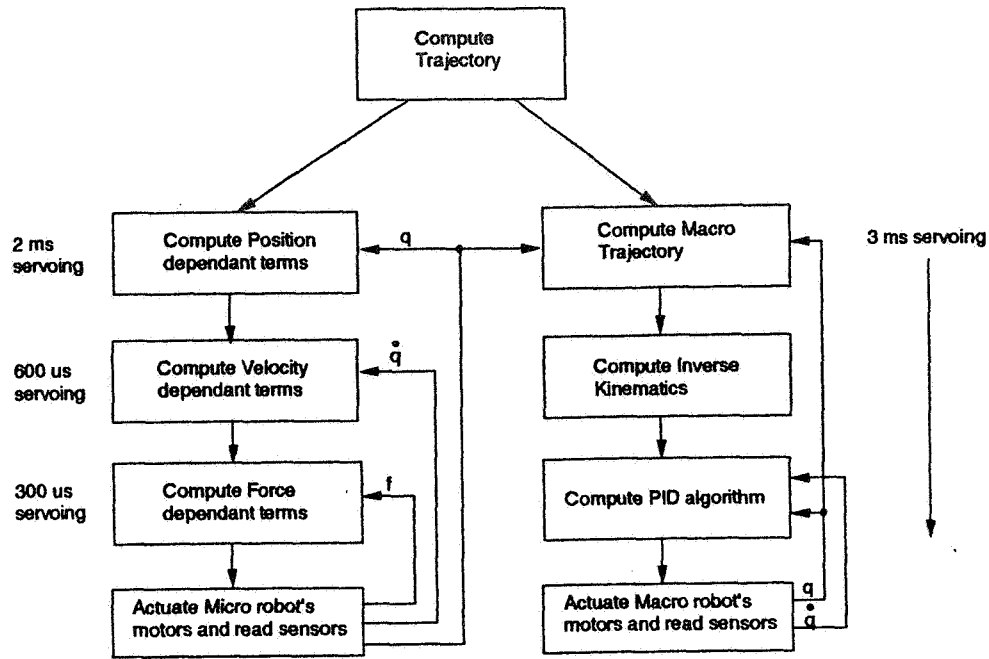 Compute
Trajectory
2 ms
servoing
Compute Position
dependant terms
q
Compute Macro
Trajectory
3 ms servoing
600 us
servoing
Compute Velocity
dependant terms
q̇
Compute Inverse
Kinematics
300 us
servoing
Compute Force
dependant terms
f
Compute PID algorithm
Actuate Micro robot's
motors and read sensors
Actuate Macro robot's
motors and read sensors
q
q̇